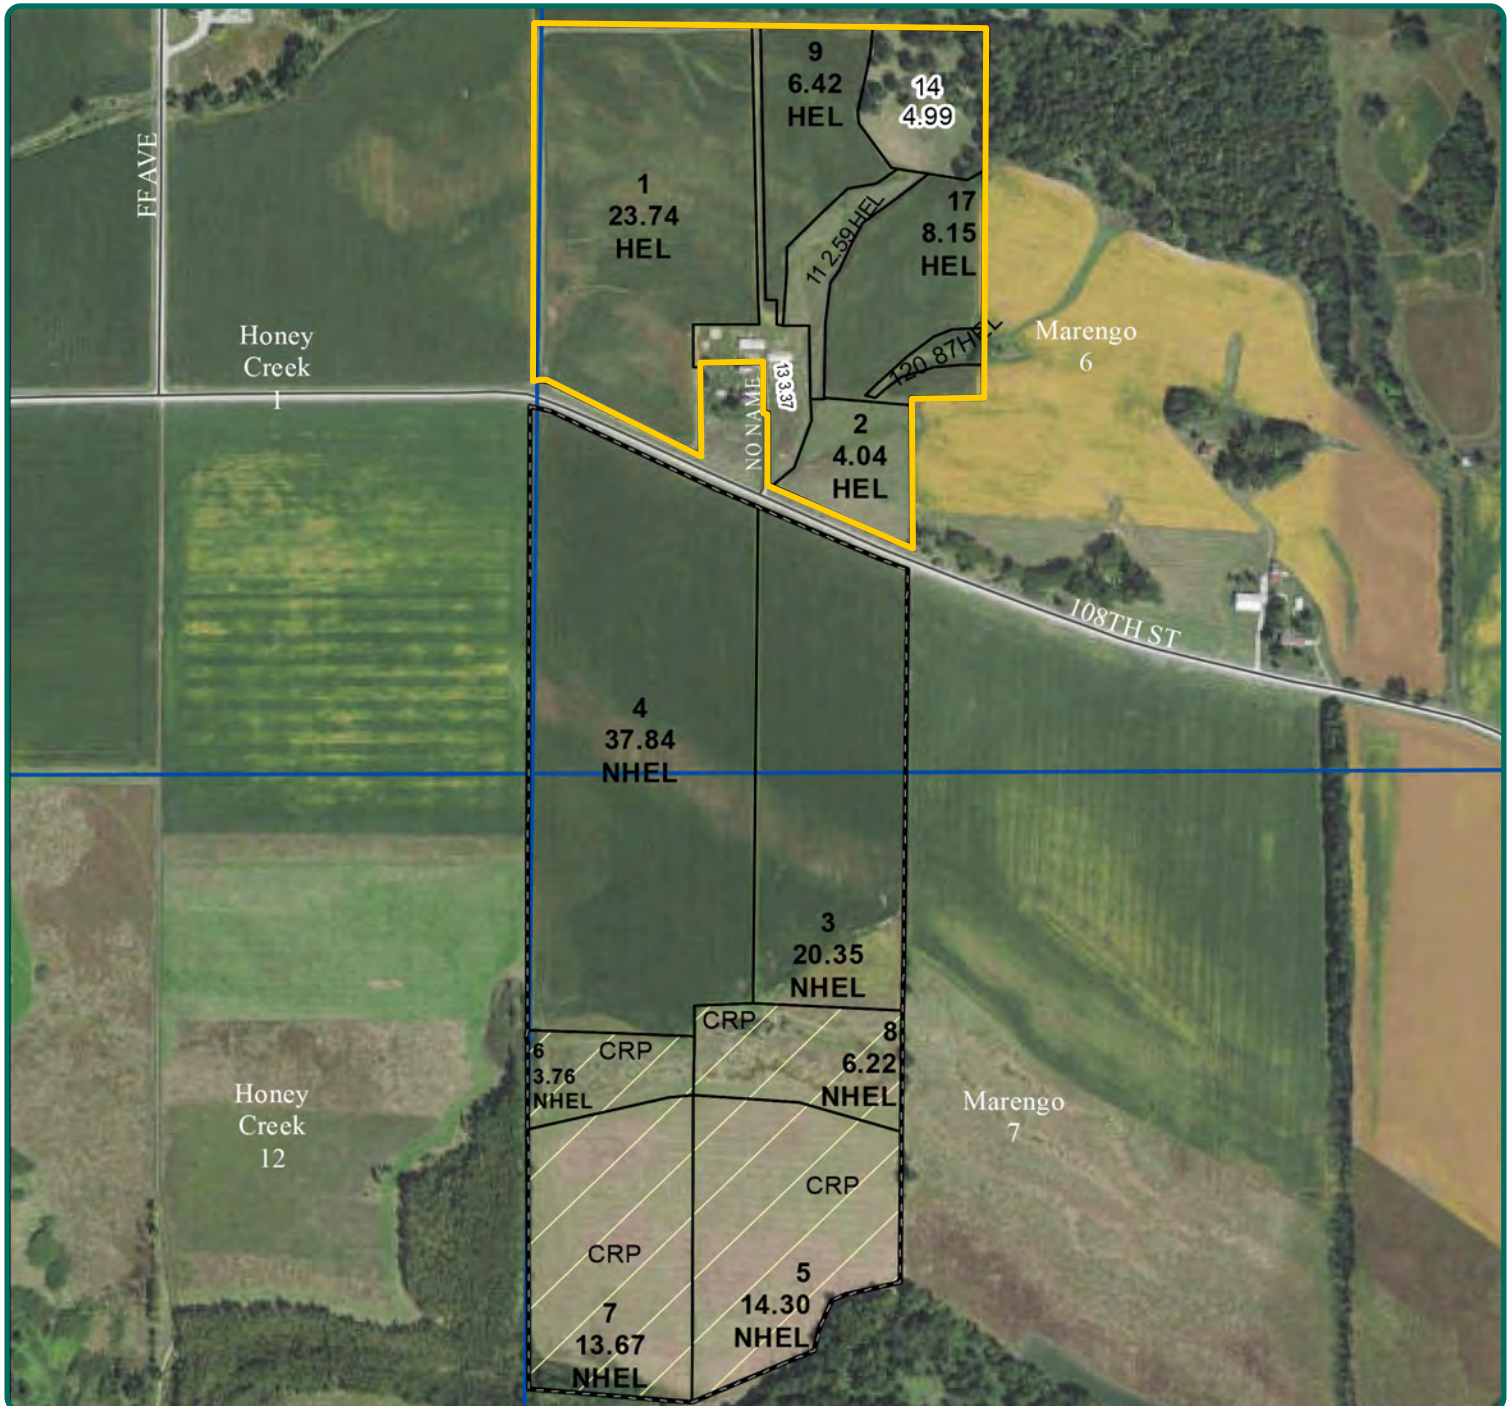 9
6.42
HEL
14
4.99
FF AVE
1
23.74
HEL
11 2.59 HEL
17
8.15
HEL
Honey
Creek
1
120.87HEL
Marengo
6
13 3.37
NO NAME
2
4.04
HEL
108TH ST
4
37.84
NHEL
3
20.35
NHEL
CRP
8
6.22
NHEL
6
3.76
NHEL
CRP
Honey
Creek
12
Marengo
7
CRP
CRP
5
14.30
NHEL
7
13.67
NHEL